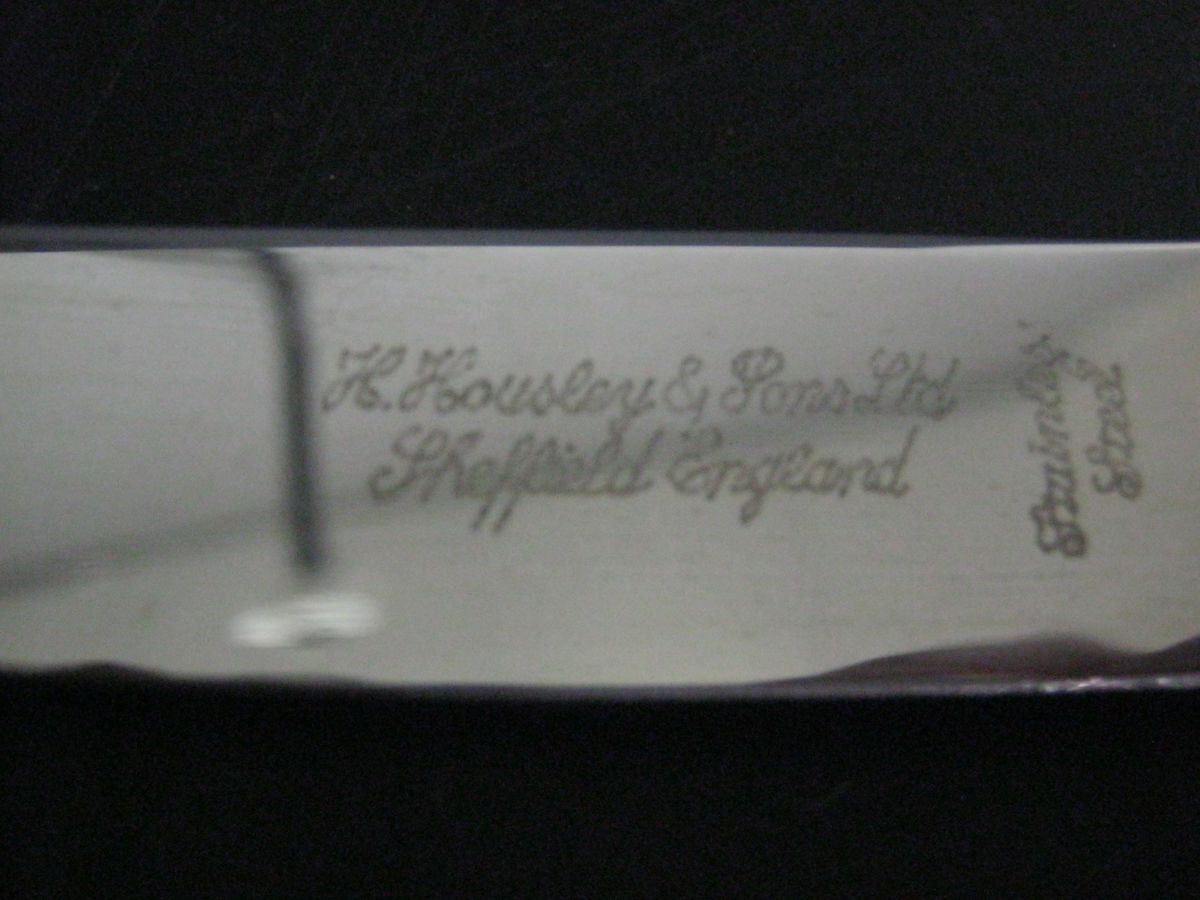 H. Housley & Sons Ltd
Sheffield England
Stainless
Steel